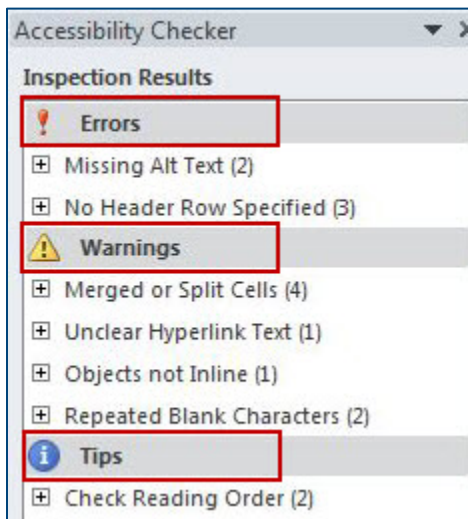 Accessibility Checker
Inspection Results
Errors
Missing Alt Text (2)
No Header Row Specified (3)
Warnings
Merged or Split Cells (4)
Unclear Hyperlink Text (1)
Objects not Inline (1)
Repeated Blank Characters (2)
Tips
Check Reading Order (2)